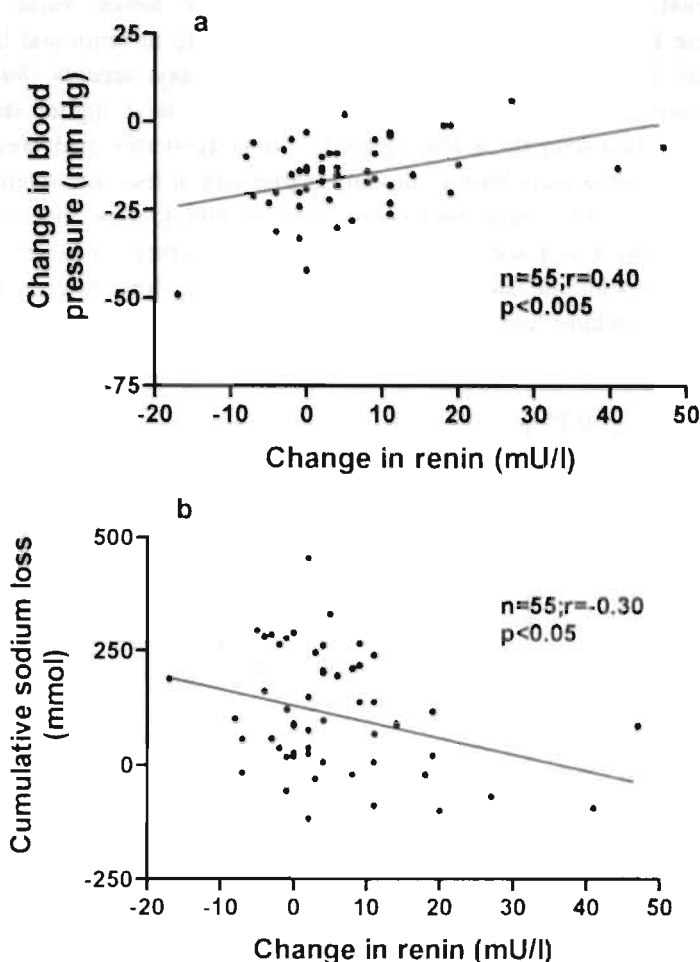 a
25
0
-25
-50
-75
Change in blood
pressure (mm Hg)
n=55;r=0.40
p<0.005
-20 -10 0 10 20 30 40 50
Change in renin (mU/l)
b
500
250
0
-250
Cumulative sodium loss
(mmol)
n=55;r=-0.30
p<0.05
-20 -10 0 10 20 30 40 50
Change in renin (mU/l)